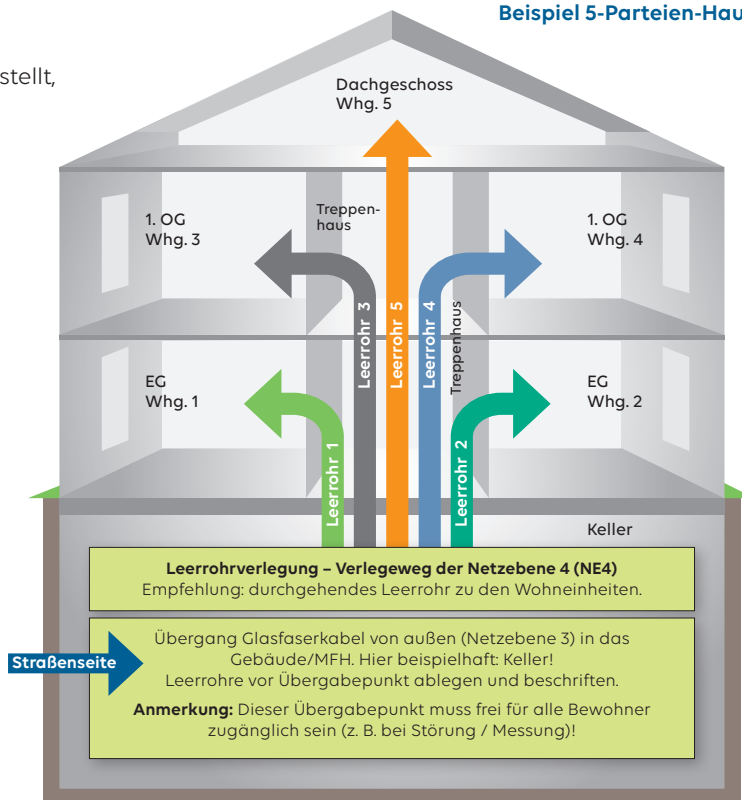 Beispiel 5-Parteien-Hau
stellt,
Dachgeschoss
Whg. 5
1. OG
Whg. 3
Treppen-
haus
1. OG
Whg. 4
Leerrohr 3
Leerrohr 5
Leerrohr 4
Treppenhaus
EG
Whg. 1
EG
Whg. 2
Leerrohr 1
Leerrohr 2
Keller
Leerrohrverlegung – Verlegeweg der Netzebene 4 (NE4)
Empfehlung: durchgehendes Leerrohr zu den Wohneinheiten.
Straßenseite
Übergang Glasfaserkabel von außen (Netzebene 3) in das
Gebäude/MFH. Hier beispielhaft: Keller!
Leerrohre vor Übergabepunkt ablegen und beschriften.
Anmerkung: Dieser Übergabepunkt muss frei für alle Bewohner
zugänglich sein (z. B. bei Störung / Messung)!